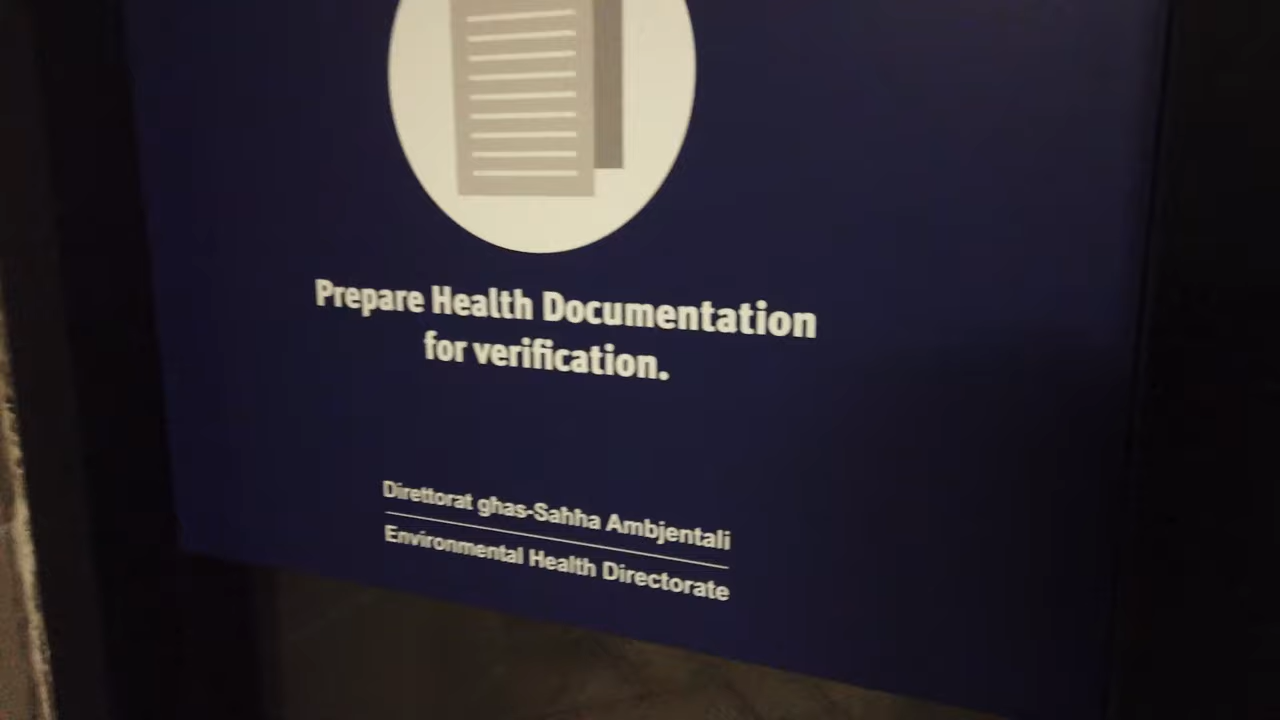 Prepare Health Documentation
for verification.
Direttorat ghas-Sahha Ambjentali
Environmental Health Directorate